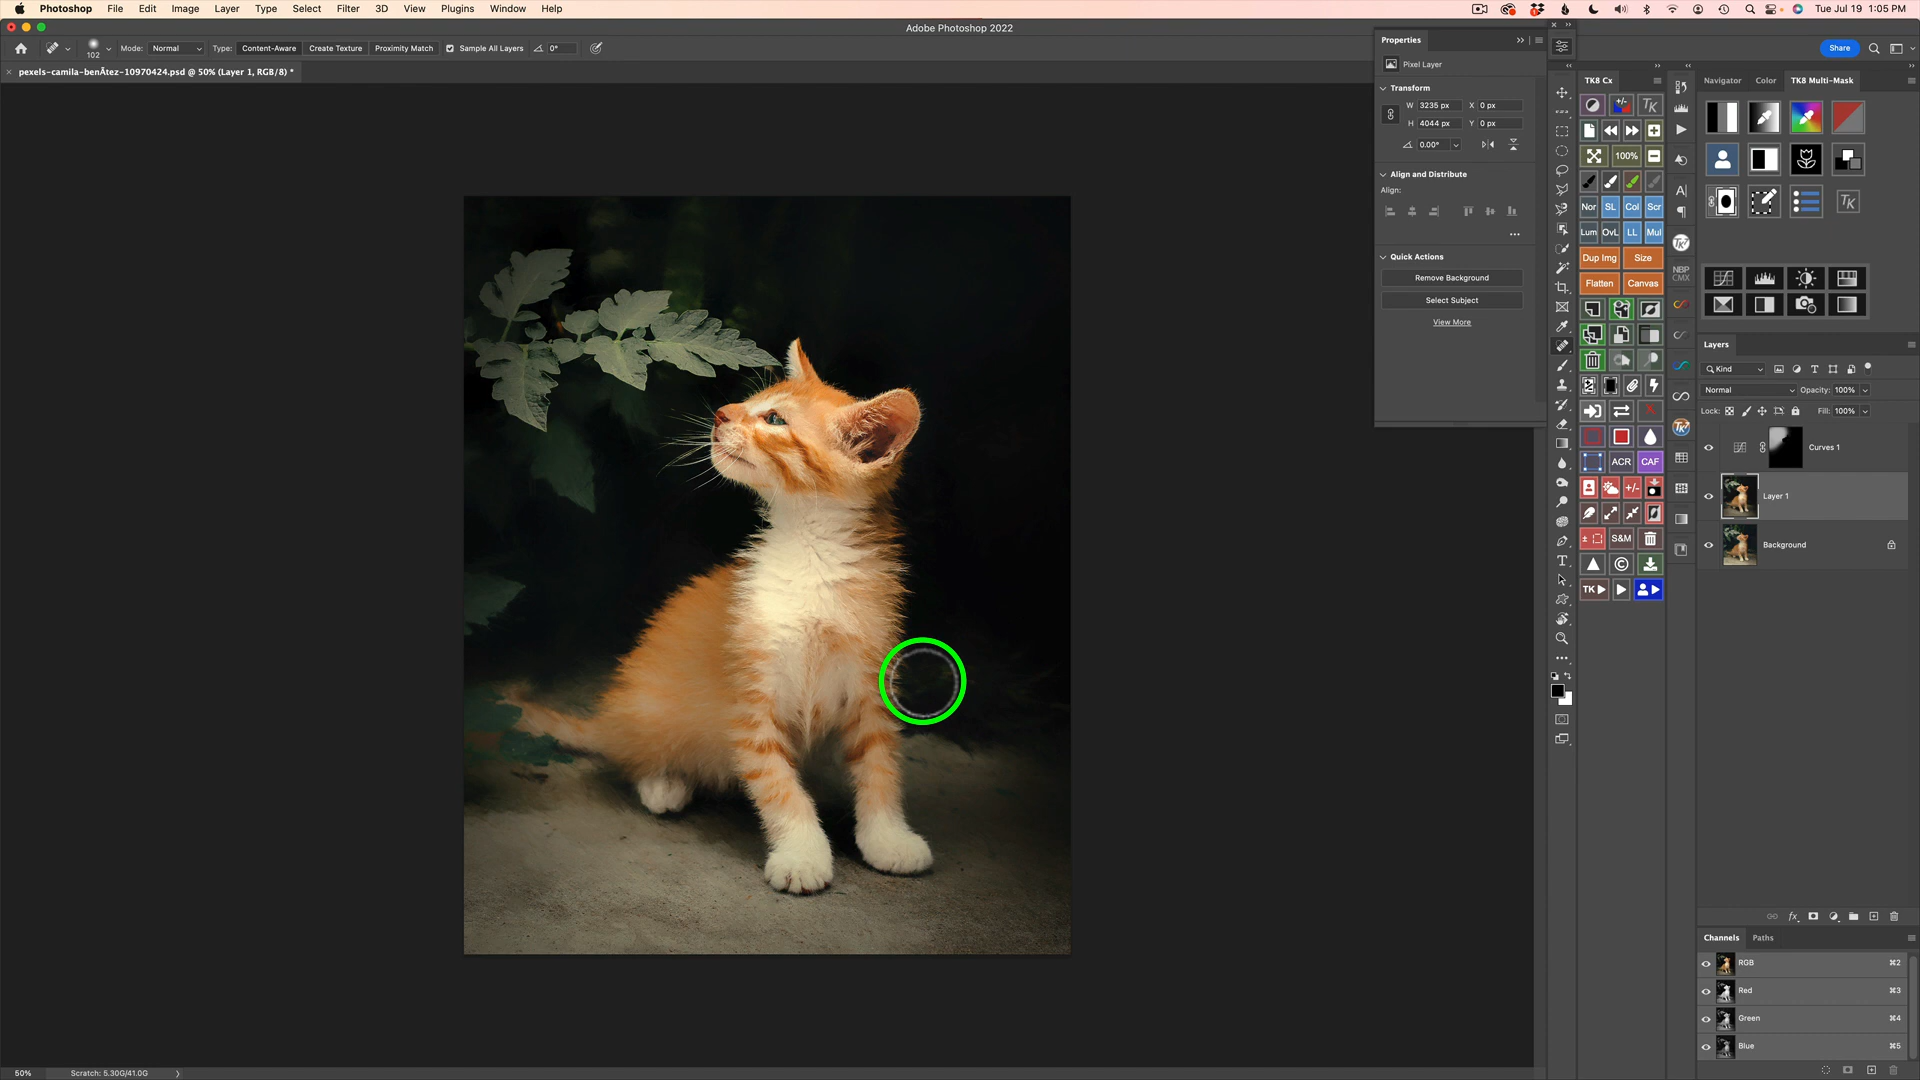 Photoshop File Edit Image Layer Type Select Filter 3D View Plugins Window Help
Tue Jul 19 1:05 PM
Adobe Photoshop 2022
102
Mode: Normal
Type: Content-Aware Create Texture Proximity Match
Sample All Layers
0°
Share
pexels-camila-benÃtez-10970424.psd @ 50% (Layer 1, RGB/8) *
Properties
Pixel Layer
Transform
W 3235 px X 0 px
H 4044 px Y 0 px
0.00°
Align and Distribute
Align:
Quick Actions
Remove Background
Select Subject
View More
TK8 Cx
TK
100%
Nor SL Col Scr
Lum OvL LL Mul
Dup Img Size
Flatten Canvas
ACR CAF
+/-
S&M
TK
NBP
CMX
Navigator Color TK8 Multi-Mask
TK
Layers
Kind
Normal Opacity: 100%
Lock: Fill: 100%
Curves 1
Layer 1
Background
Channels Paths
RGB ⌘2
Red ⌘3
Green ⌘4
Blue ⌘5
50% Scratch: 5.30G/41.0G